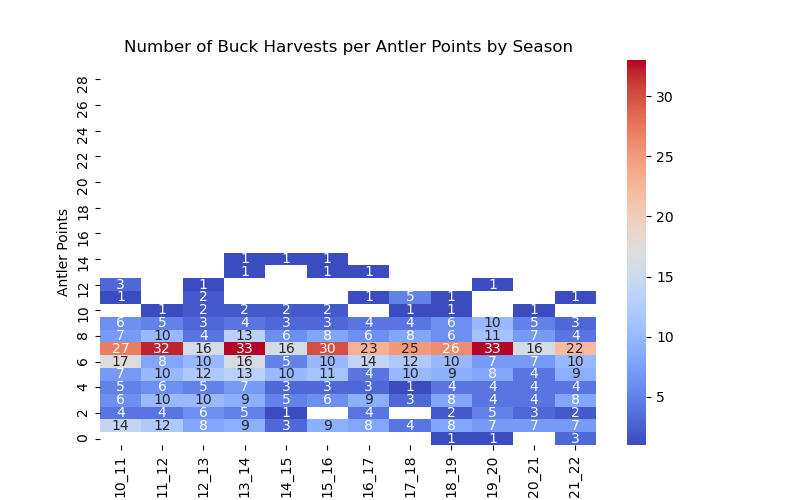 Number of Buck Harvests per Antler Points by Season
Antler Points
28
26
24
22
20
18
16
14 1 1 1
1 1 1
12 3 1 1
1 2 1 5 1 1
10 1 2 2 2 2 1 1 1
6 5 3 4 3 3 4 4 6 10 5 3
8 7 10 4 13 6 8 6 8 6 11 7 4
27 32 16 33 16 30 23 25 26 33 16 22
6 17 8 10 16 5 10 14 12 10 7 7 10
7 10 12 13 10 11 4 10 9 6 4 9
4 5 6 5 7 3 3 3 1 4 4 4 4
6 10 10 9 5 6 9 3 8 4 4 8
2 4 4 6 5 1 4 2 5 3 2
14 12 8 9 3 9 8 4 8 7 7 7
0 1 1 3
10_11 11_12 12_13 13_14 14_15 15_16 16_17 17_18 18_19 19_20 20_21 21_22
30
25
20
15
10
5